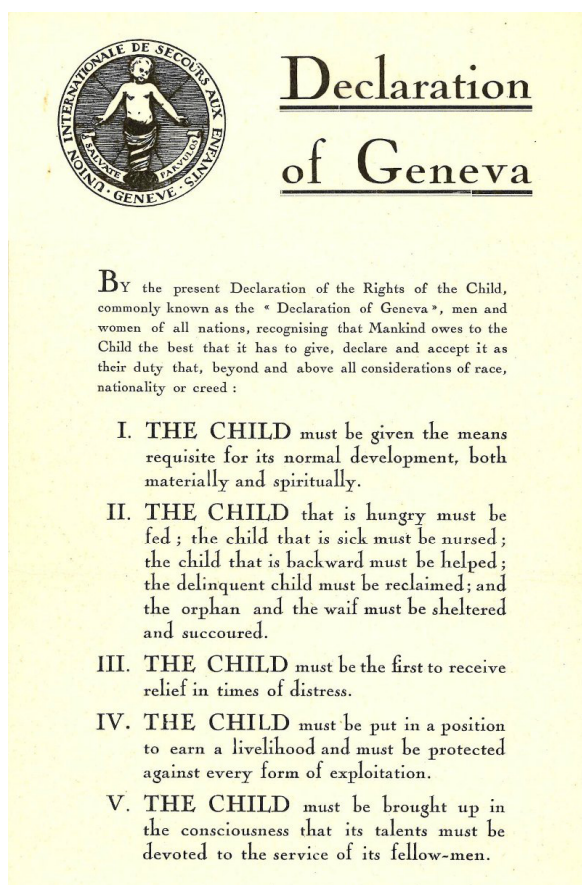 UNION INTERNATIONALE DE SECOURS AUX ENFANTS · GENEVE ·
SALVATE PARVULOS
Declaration
of Geneva
BY the present Declaration of the Rights of the Child,
commonly known as the « Declaration of Geneva », men and
women of all nations, recognising that Mankind owes to the
Child the best that it has to give, declare and accept it as
their duty that, beyond and above all considerations of race,
nationality or creed :
I. THE CHILD must be given the means
requisite for its normal development, both
materially and spiritually.
II. THE CHILD that is hungry must be
fed ; the child that is sick must be nursed ;
the child that is backward must be helped ;
the delinquent child must be reclaimed ; and
the orphan and the waif must be sheltered
and succoured.
III. THE CHILD must be the first to receive
relief in times of distress.
IV. THE CHILD must be put in a position
to earn a livelihood and must be protected
against every form of exploitation.
V. THE CHILD must be brought up in
the consciousness that its talents must be
devoted to the service of its fellow-men.